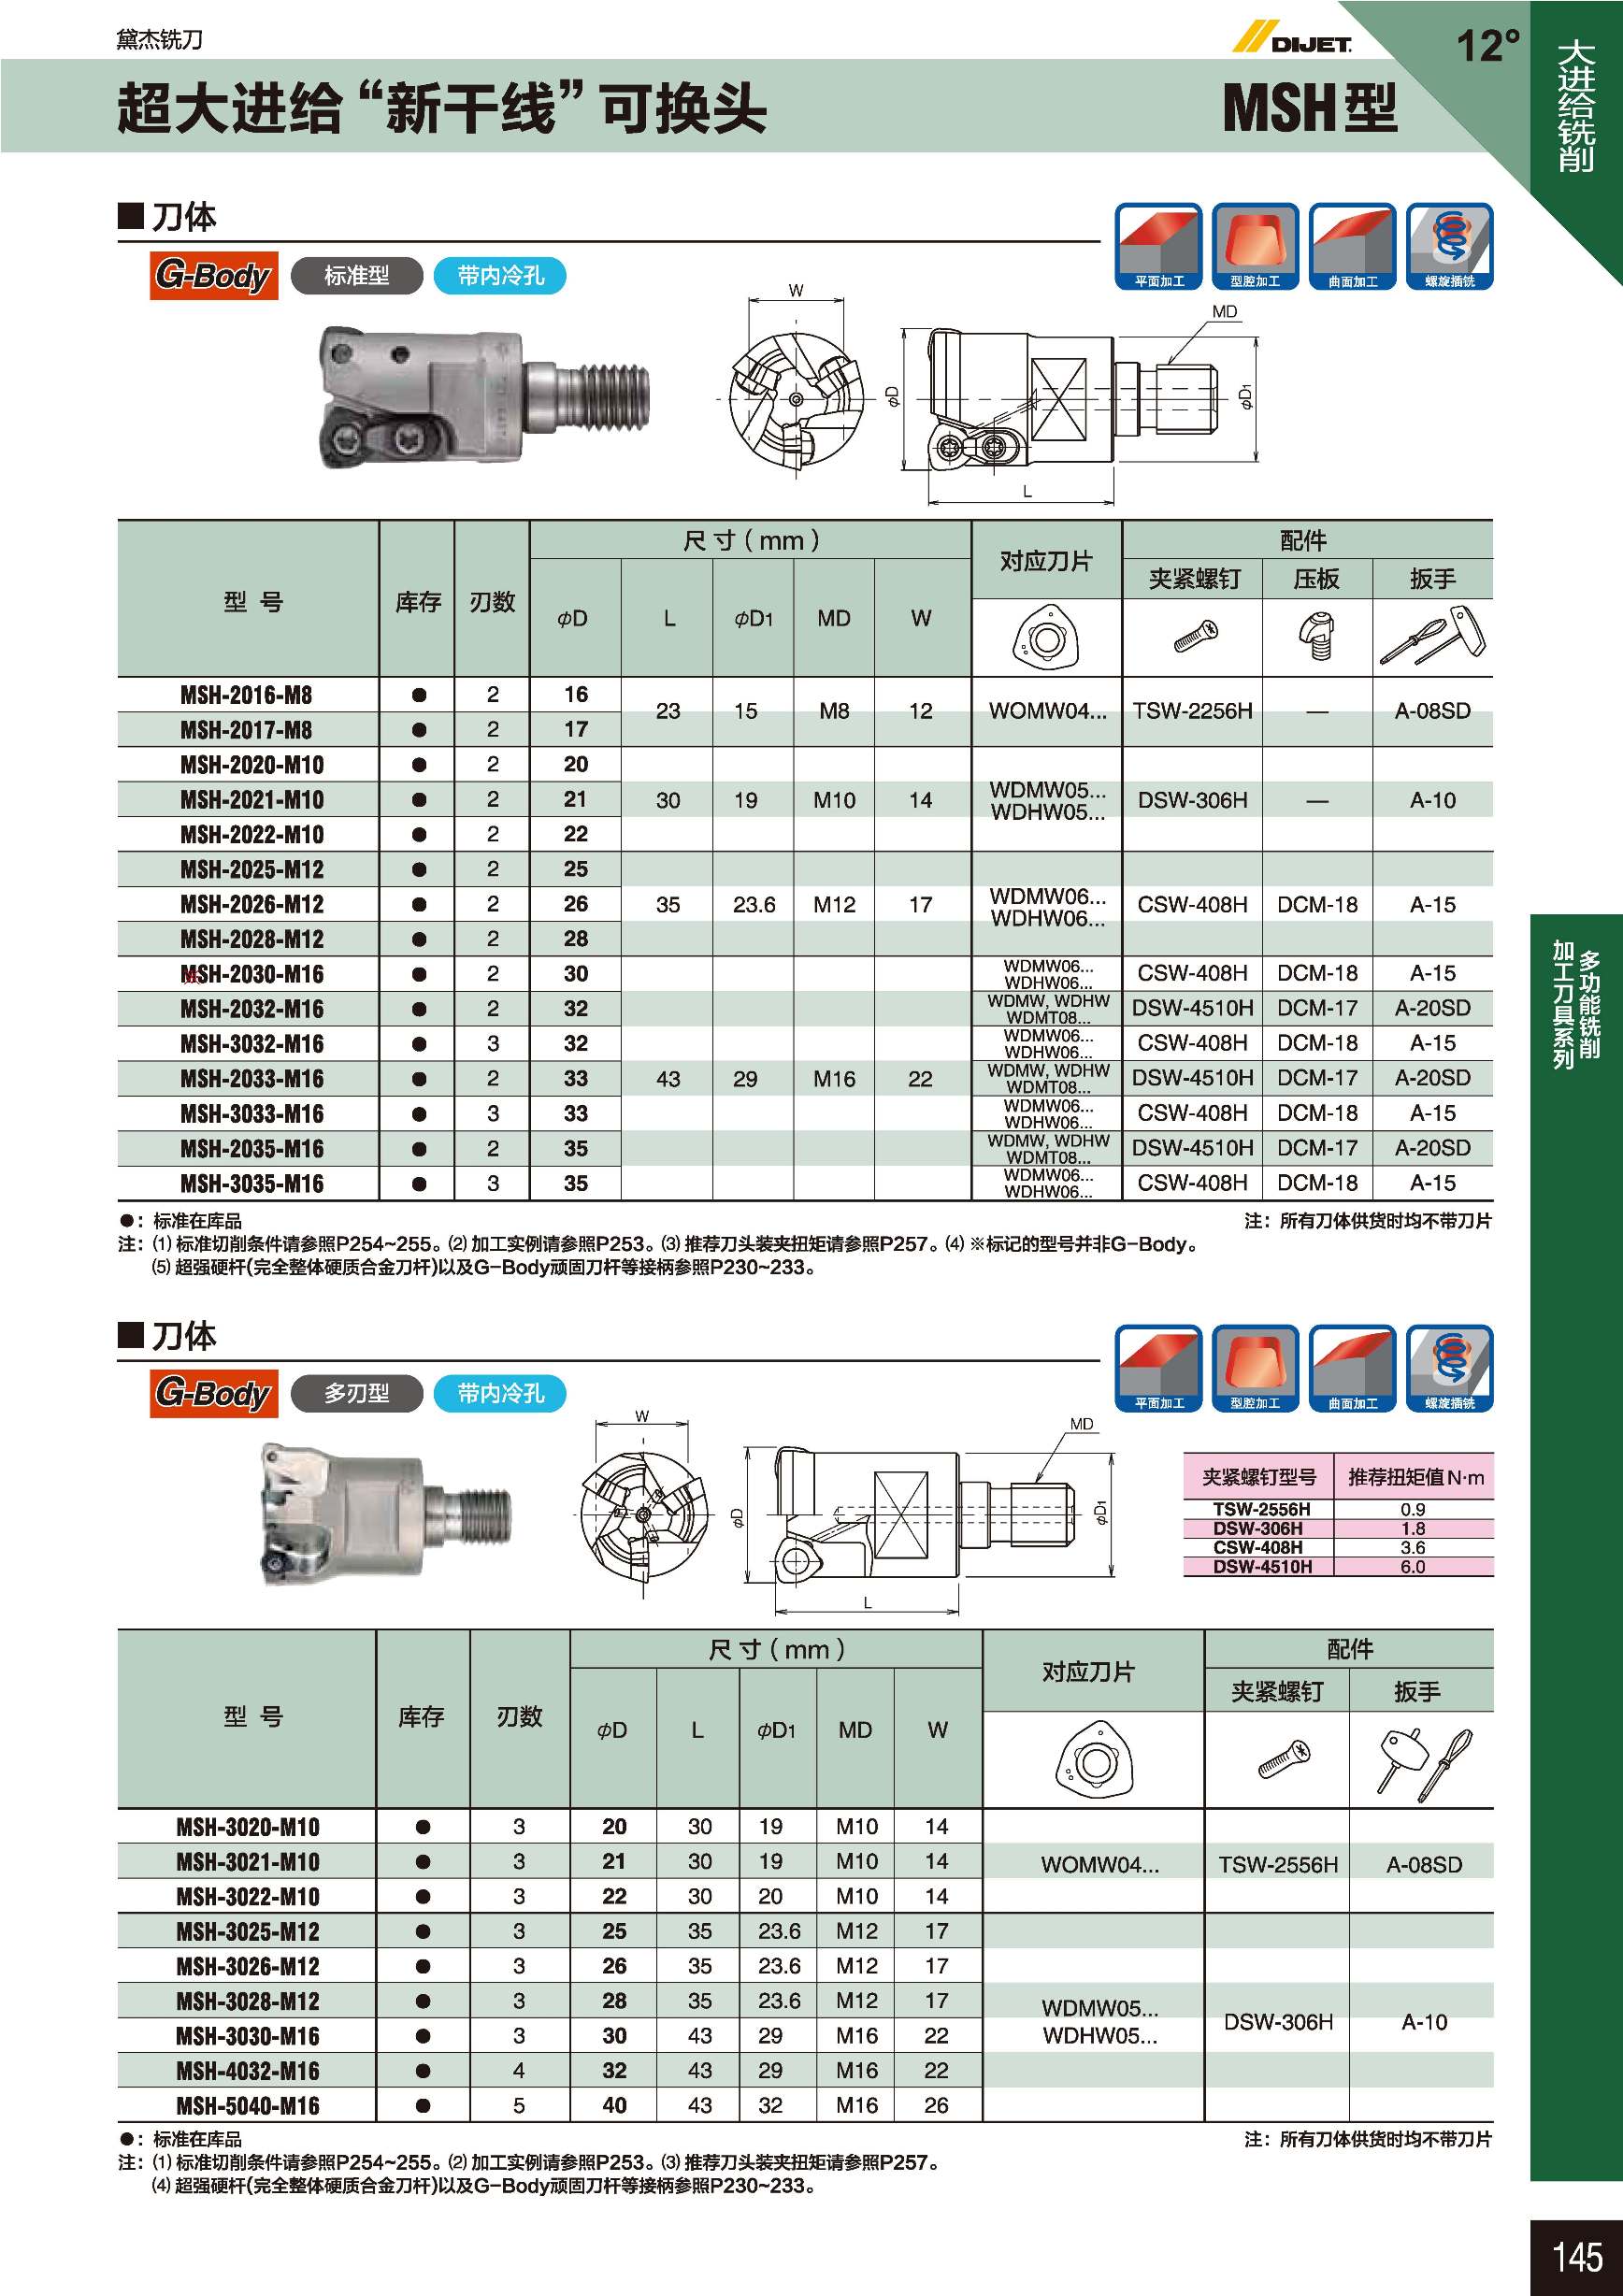 黛杰铣刀
DIJET.
12°
超大进给“新干线”可换头
MSH型
大进给铣削
■ 刀体
G-Body 标准型 带内冷孔
平面加工 型腔加工 曲面加工 螺旋插铣
W
MD
φD
φD1
L
型 号 库存 刃数 尺 寸 ( mm ) 对应刀片 配件
φD L φD1 MD W 夹紧螺钉 压板 扳手
MSH-2016-M8 ● 2 16 23 15 M8 12 WOMW04... TSW-2256H — A-08SD
MSH-2017-M8 ● 2 17
MSH-2020-M10 ● 2 20
MSH-2021-M10 ● 2 21 30 19 M10 14 WDMW05... WDHW05... DSW-306H — A-10
MSH-2022-M10 ● 2 22
MSH-2025-M12 ● 2 25
MSH-2026-M12 ● 2 26 35 23.6 M12 17 WDMW06... WDHW06... CSW-408H DCM-18 A-15
MSH-2028-M12 ● 2 28
MSH-2030-M16 ● 2 30 WDMW06... WDHW06... CSW-408H DCM-18 A-15
MSH-2032-M16 ● 2 32 WDMW, WDHW WDMT08... DSW-4510H DCM-17 A-20SD
MSH-3032-M16 ● 3 32 WDMW06... WDHW06... CSW-408H DCM-18 A-15
MSH-2033-M16 ● 2 33 43 29 M16 22 WDMW, WDHW WDMT08... DSW-4510H DCM-17 A-20SD
MSH-3033-M16 ● 3 33 WDMW06... WDHW06... CSW-408H DCM-18 A-15
MSH-2035-M16 ● 2 35 WDMW, WDHW WDMT08... DSW-4510H DCM-17 A-20SD
MSH-3035-M16 ● 3 35 WDMW06... WDHW06... CSW-408H DCM-18 A-15
●：标准在库品 注：所有刀体供货时均不带刀片
注：⑴ 标准切削条件请参照P254~255。⑵ 加工实例请参照P253。⑶ 推荐刀头装夹扭矩请参照P257。⑷ ※标记的型号并非G-Body。
⑸ 超强硬杆(完全整体硬质合金刀杆)以及G-Body顽固刀杆等接柄参照P230~233。
多功能铣削
加工刀具系列
■ 刀体
G-Body 多刃型 带内冷孔
平面加工 型腔加工 曲面加工 螺旋插铣
W
MD
φD
φD1
L
夹紧螺钉型号 推荐扭矩值N·m
TSW-2556H 0.9
DSW-306H 1.8
CSW-408H 3.6
DSW-4510H 6.0
型 号 库存 刃数 尺 寸 ( mm ) 对应刀片 配件
φD L φD1 MD W 夹紧螺钉 扳手
MSH-3020-M10 ● 3 20 30 19 M10 14
MSH-3021-M10 ● 3 21 30 19 M10 14 WOMW04... TSW-2556H A-08SD
MSH-3022-M10 ● 3 22 30 20 M10 14
MSH-3025-M12 ● 3 25 35 23.6 M12 17
MSH-3026-M12 ● 3 26 35 23.6 M12 17
MSH-3028-M12 ● 3 28 35 23.6 M12 17 WDMW05...
MSH-3030-M16 ● 3 30 43 29 M16 22 WDHW05... DSW-306H A-10
MSH-4032-M16 ● 4 32 43 29 M16 22
MSH-5040-M16 ● 5 40 43 32 M16 26
●：标准在库品 注：所有刀体供货时均不带刀片
注：⑴ 标准切削条件请参照P254~255。⑵ 加工实例请参照P253。⑶ 推荐刀头装夹扭矩请参照P257。
⑷ 超强硬杆(完全整体硬质合金刀杆)以及G-Body顽固刀杆等接柄参照P230~233。
145